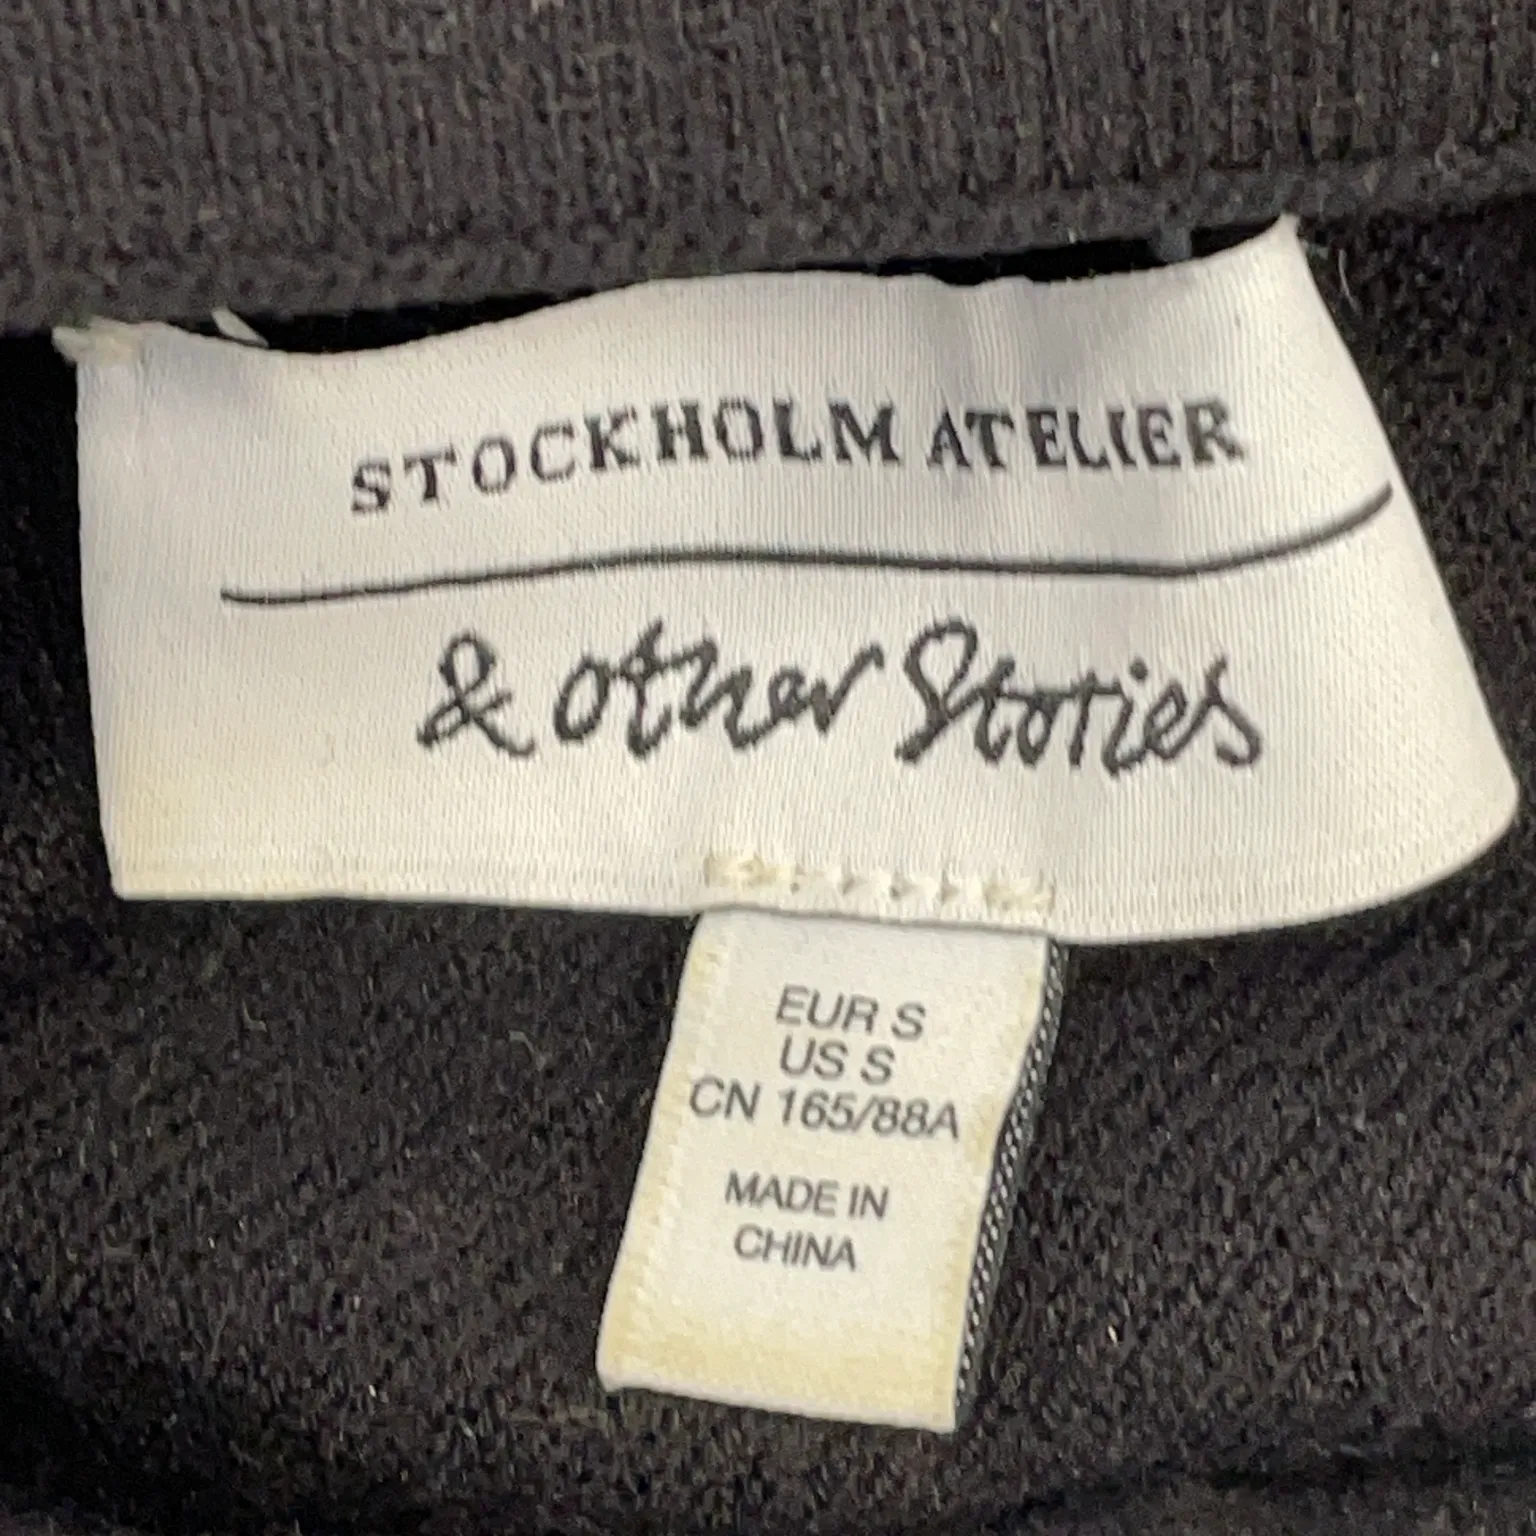 STOCKHOLM ATELIER
& other Stories
EUR S
US S
CN 165/88A
MADE IN
CHINA